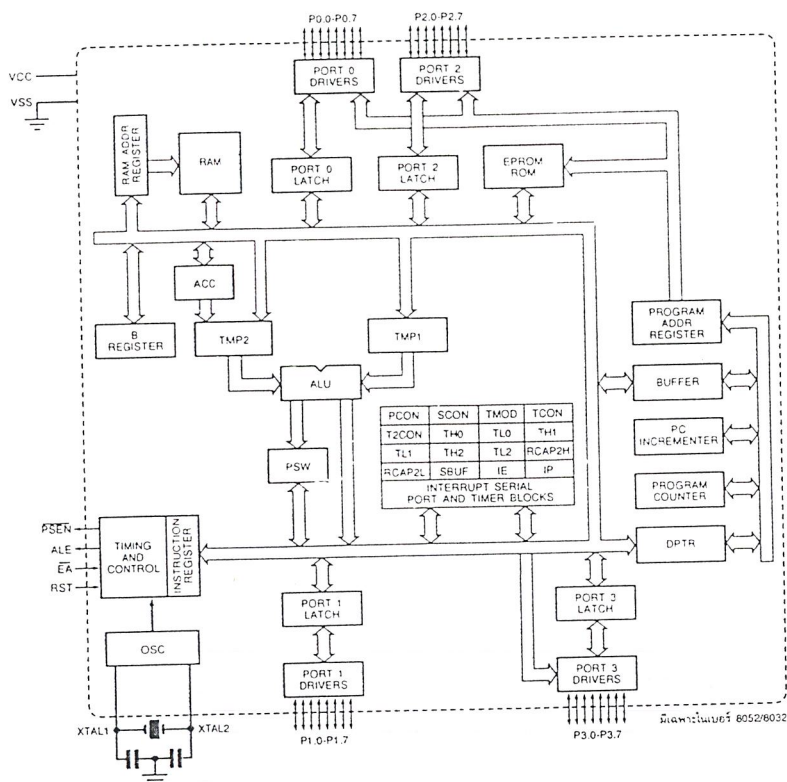 P0.0-P0.7
P2.0-P2.7
VCC
VSS
PORT 0
DRIVERS
PORT 2
DRIVERS
RAM ADDR
REGISTER
RAM
PORT 0
LATCH
PORT 2
LATCH
EPROM
ROM
ACC
B
REGISTER
TMP2
TMP1
PROGRAM
ADDR
REGISTER
ALU
BUFFER
PCON SCON TMOD TCON
T2CON TH0 TL0 TH1
TL1 TH2 TL2 RCAP2H
RCAP2L SBUF IE IP
INTERRUPT SERIAL
PORT AND TIMER BLOCKS
PC
INCREMENTER
PSW
PROGRAM
COUNTER
PSEN
ALE
EA
RST
TIMING
AND
CONTROL
INSTRUCTION
REGISTER
DPTR
PORT 1
LATCH
PORT 3
LATCH
OSC
PORT 1
DRIVERS
PORT 3
DRIVERS
XTAL1
XTAL2
P1.0-P1.7
P3.0-P3.7
มีเฉพาะในเบอร์ 8052/8032